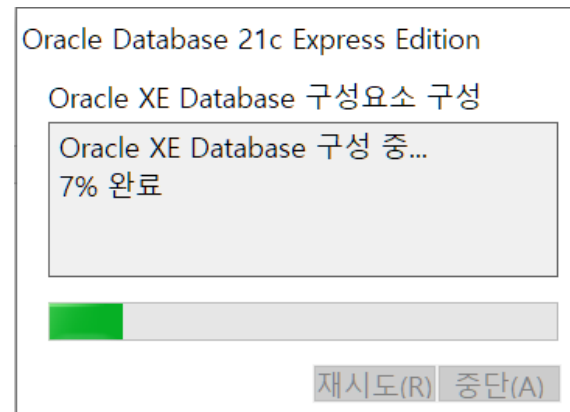 Oracle Database 21c Express Edition
Oracle XE Database 구성요소 구성
Oracle XE Database 구성 중...
7% 완료
재시도(R) 중단(A)